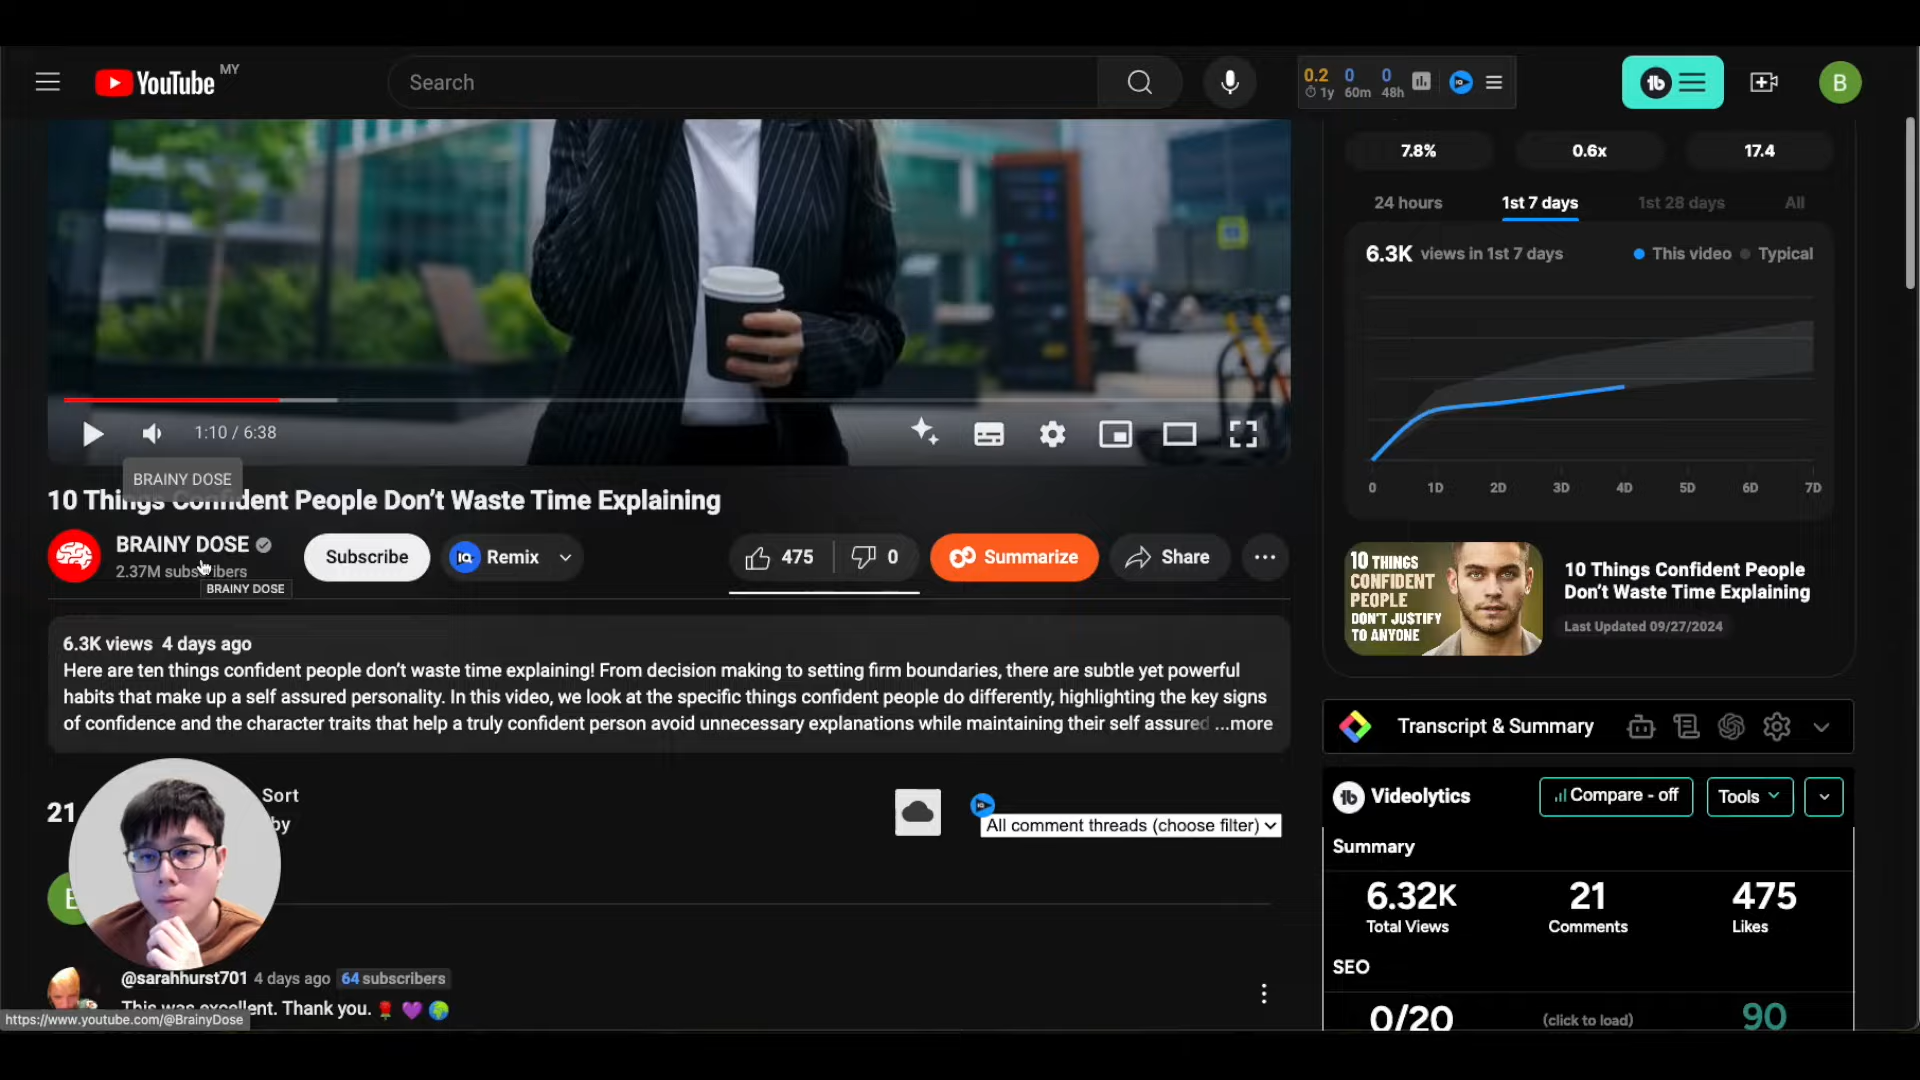 YouTube MY
Search
0.2 0 0
1y 60m 48h
B
7.8% 0.6x 17.4
24 hours 1st 7 days 1st 28 days All
6.3K views in 1st 7 days This video Typical
0 1D 2D 3D 4D 5D 6D 7D
1:10 / 6:38
BRAINY DOSE
10 Things Confident People Don’t Waste Time Explaining
BRAINY DOSE
2.37M subscribers
BRAINY DOSE
Subscribe
IQ Remix
475 0
Summarize
Share
6.3K views 4 days ago
Here are ten things confident people don’t waste time explaining! From decision making to setting firm boundaries, there are subtle yet powerful
habits that make up a self assured personality. In this video, we look at the specific things confident people do differently, highlighting the key signs
of confidence and the character traits that help a truly confident person avoid unnecessary explanations while maintaining their self assured ...more
10 THINGS
CONFIDENT
PEOPLE
DON'T JUSTIFY
TO ANYONE
10 Things Confident People
Don’t Waste Time Explaining
Last Updated 09/27/2024
Transcript & Summary
21
Sort
by
All comment threads (choose filter)
@sarahhurst701 4 days ago 64 subscribers
This was excellent. Thank you.
https://www.youtube.com/@BrainyDose
tb Videolytics
Compare - off
Tools
Summary
6.32K 21 475
Total Views Comments Likes
SEO
0/20 (click to load) 90